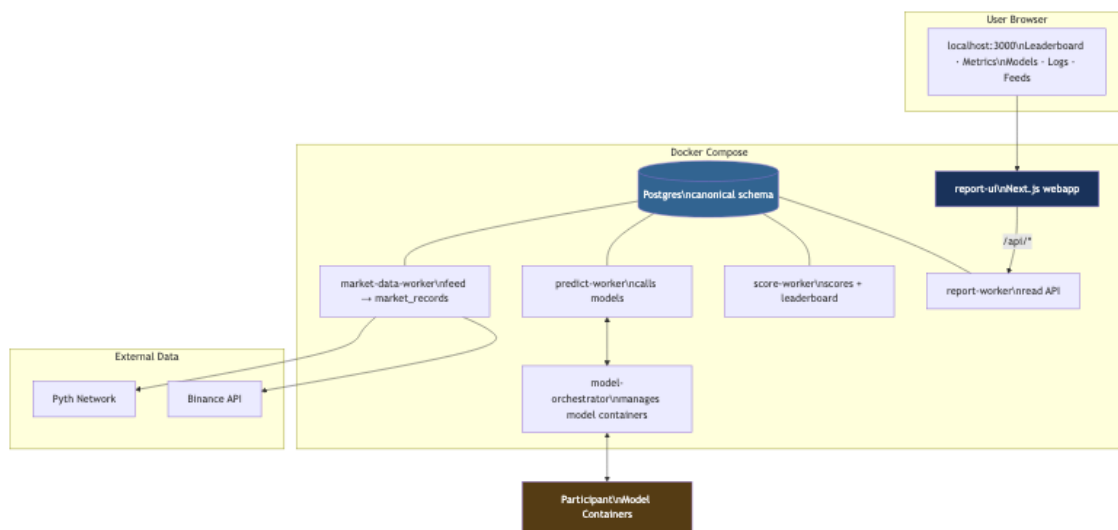 User Browser
localhost:3000\nLeaderboard
· Metrics\nModels · Logs ·
Feeds
Docker Compose
Postgres\ncanonical schema
report-ui\nNext.js webapp
/api/*
market-data-worker\nfeed
→ market_records
predict-worker\ncalls
models
score-worker\nscores +
leaderboard
report-worker\nread API
External Data
Pyth Network
Binance API
model-
orchestrator\nmanages
model containers
Participant\nModel
Containers